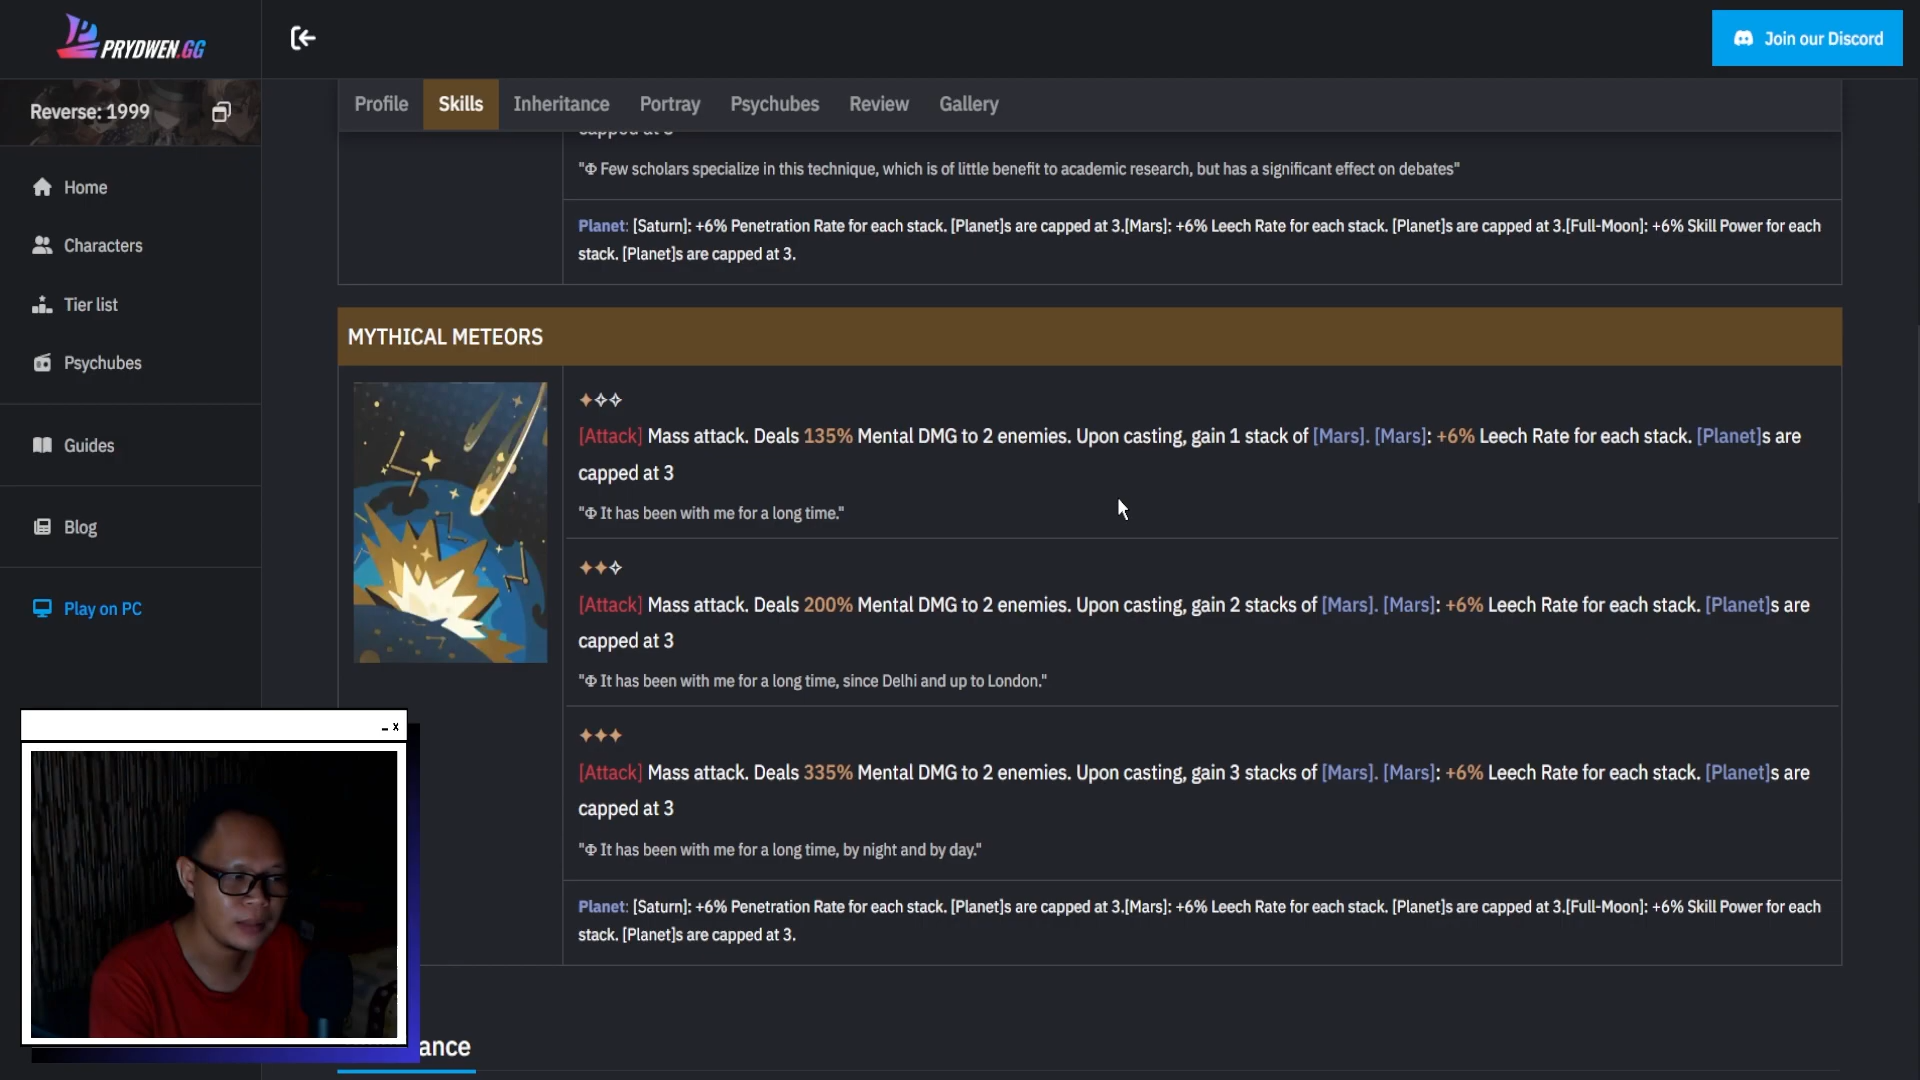 PRYDWEN.GG
Join our Discord
Reverse: 1999
Profile
Skills
Inheritance
Portray
Psychubes
Review
Gallery
Home
Characters
Tier list
Psychubes
Guides
Blog
Play on PC
capped at 3
"Φ Few scholars specialize in this technique, which is of little benefit to academic research, but has a significant effect on debates"
Planet: [Saturn]: +6% Penetration Rate for each stack. [Planet]s are capped at 3.[Mars]: +6% Leech Rate for each stack. [Planet]s are capped at 3.[Full-Moon]: +6% Skill Power for each
stack. [Planet]s are capped at 3.
MYTHICAL METEORS
[Attack] Mass attack. Deals 135% Mental DMG to 2 enemies. Upon casting, gain 1 stack of [Mars]. [Mars]: +6% Leech Rate for each stack. [Planet]s are
capped at 3
"Φ It has been with me for a long time."
[Attack] Mass attack. Deals 200% Mental DMG to 2 enemies. Upon casting, gain 2 stacks of [Mars]. [Mars]: +6% Leech Rate for each stack. [Planet]s are
capped at 3
"Φ It has been with me for a long time, since Delhi and up to London."
[Attack] Mass attack. Deals 335% Mental DMG to 2 enemies. Upon casting, gain 3 stacks of [Mars]. [Mars]: +6% Leech Rate for each stack. [Planet]s are
capped at 3
"Φ It has been with me for a long time, by night and by day."
Planet: [Saturn]: +6% Penetration Rate for each stack. [Planet]s are capped at 3.[Mars]: +6% Leech Rate for each stack. [Planet]s are capped at 3.[Full-Moon]: +6% Skill Power for each
stack. [Planet]s are capped at 3.
ance